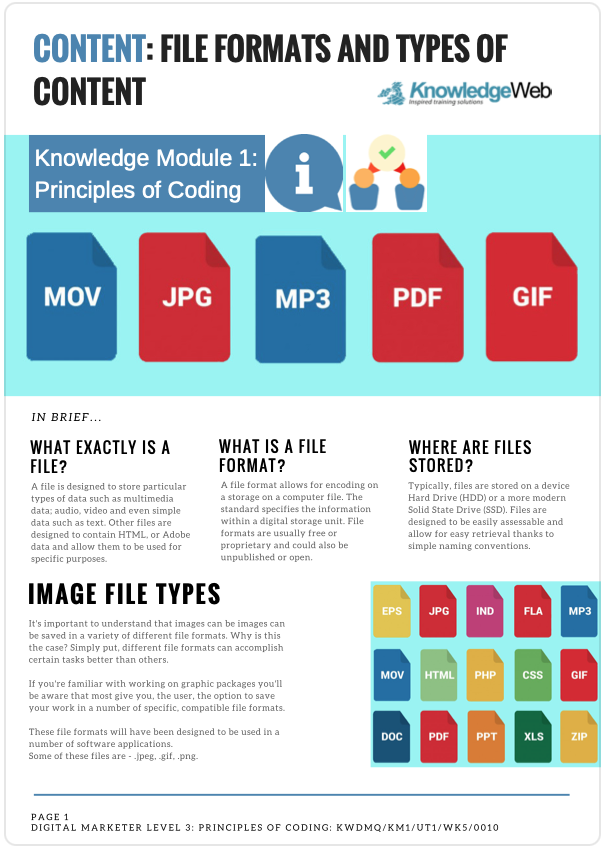 CONTENT: FILE FORMATS AND TYPES OF
CONTENT
KnowledgeWeb
Inspired training solutions
Knowledge Module 1:
Principles of Coding
MOV
JPG
MP3
PDF
GIF
IN BRIEF...
WHAT EXACTLY IS A
FILE?
A file is designed to store particular
types of data such as multimedia
data; audio, video and even simple
data such as text. Other files are
designed to contain HTML, or Adobe
data and allow them to be used for
specific purposes.
WHAT IS A FILE
FORMAT?
A file format allows for encoding on
a storage on a computer file. The
standard specifies the information
within a digital storage unit. File
formats are usually free or
proprietary and could also be
unpublished or open.
WHERE ARE FILES
STORED?
Typically, files are stored on a device
Hard Drive (HDD) or a more modern
Solid State Drive (SSD). Files are
designed to be easily assessable and
allow for easy retrieval thanks to
simple naming conventions.
IMAGE FILE TYPES
It's important to understand that images can be images can
be saved in a variety of different file formats. Why is this
the case? Simply put, different file formats can accomplish
certain tasks better than others.
If you're familiar with working on graphic packages you'll
be aware that most give you, the user, the option to save
your work in a number of specific, compatible file formats.
These file formats will have been designed to be used in a
number of software applications.
Some of these files are - .jpeg, .gif, .png.
EPS JPG IND FLA MP3
MOV HTML PHP CSS GIF
DOC PDF PPT XLS ZIP
PAGE 1
DIGITAL MARKETER LEVEL 3: PRINCIPLES OF CODING: KWDMQ/KM1/UT1/WK5/0010